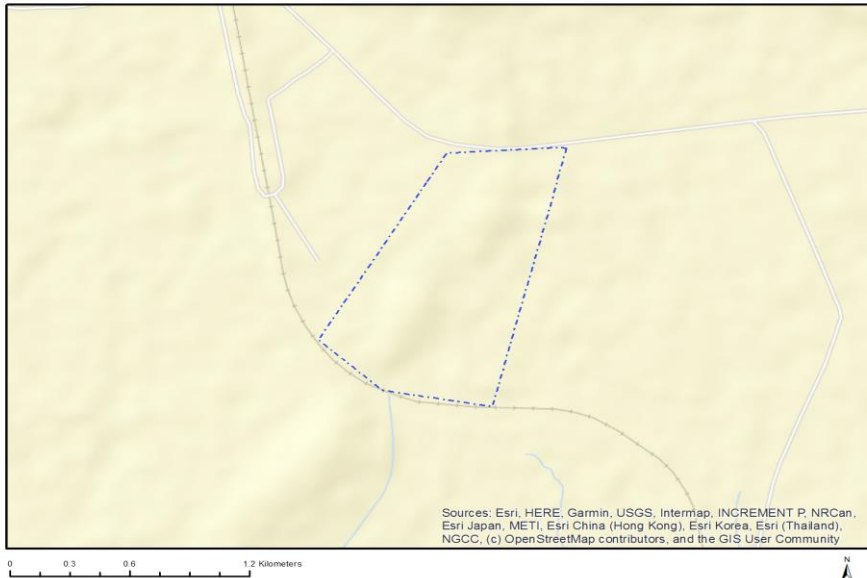 Sources: Esri, HERE, Garmin, USGS, Intermap, INCREMENT P, NRCan,
Esri Japan, METI, Esri China (Hong Kong), Esri Korea, Esri (Thailand),
NGCC, (c) OpenStreetMap contributors, and the GIS User Community
0 0.3 0.6 1.2 Kilometers
N